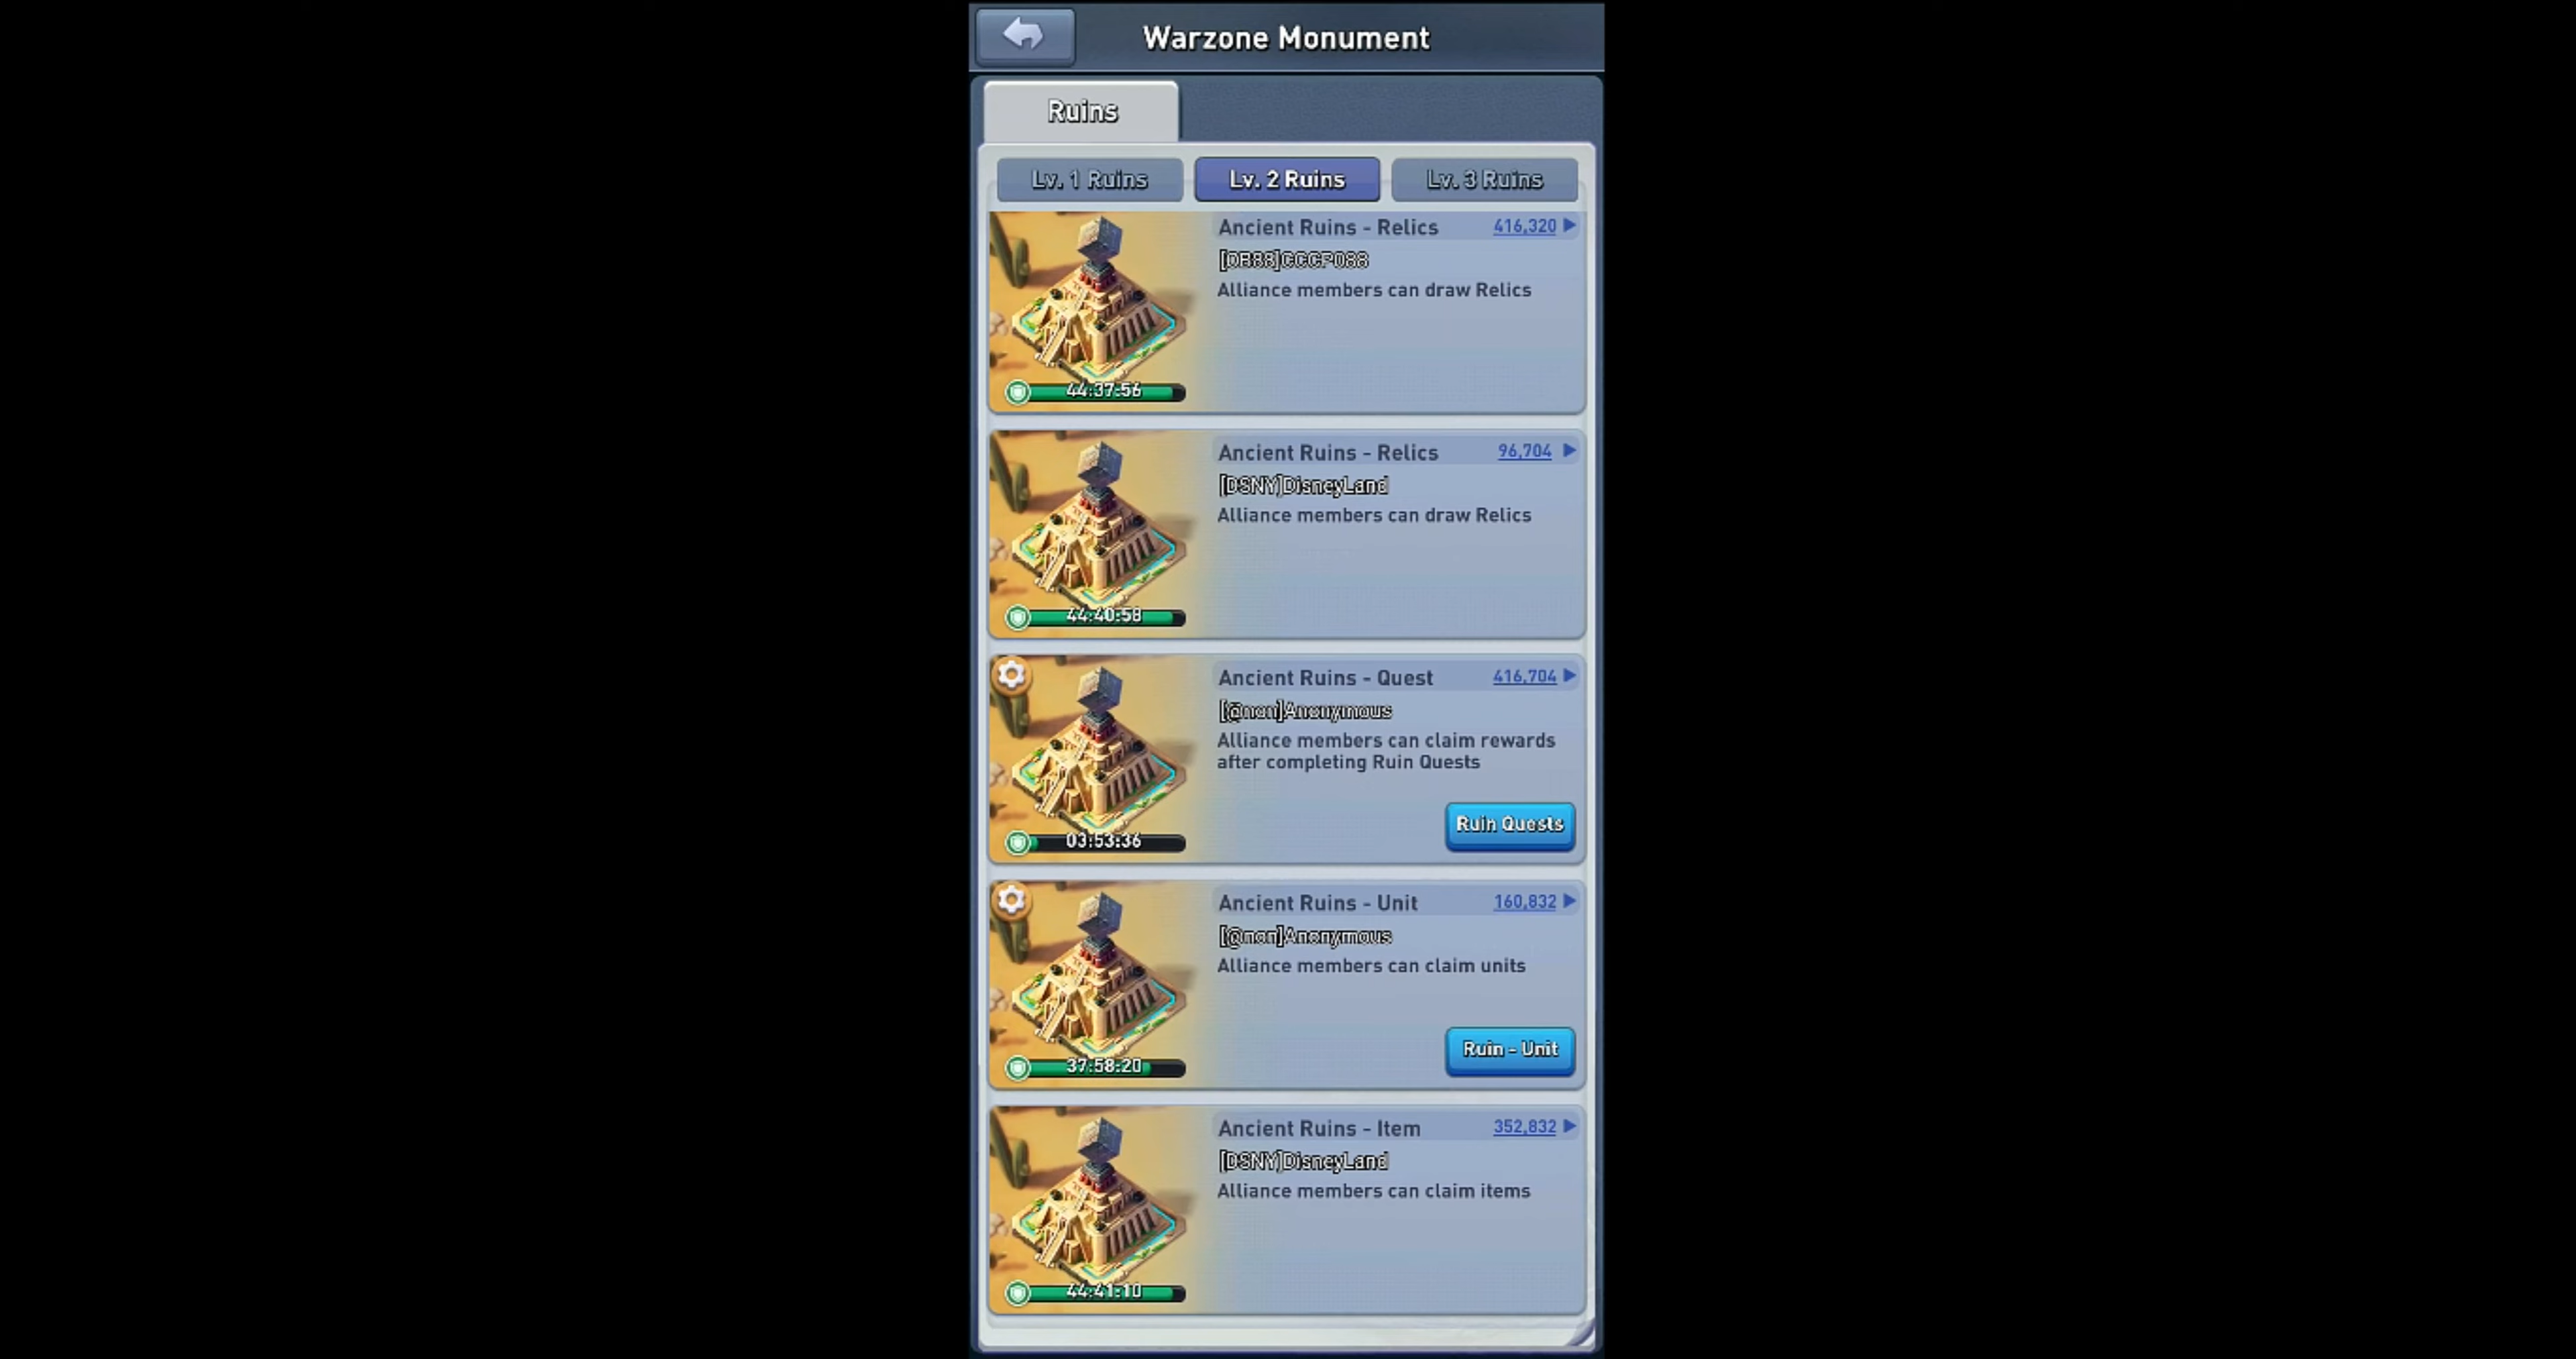 Warzone Monument
Ruins
Lv. 1 Ruins
Lv. 2 Ruins
Lv. 3 Ruins
Ancient Ruins - Relics 416,320
[DB88]CCCP088
Alliance members can draw Relics
44:37:56
Ancient Ruins - Relics 96,704
[DSNY]DisneyLand
Alliance members can draw Relics
44:40:58
Ancient Ruins - Quest 416,704
[@non]Anonymous
Alliance members can claim rewards
after completing Ruin Quests
Ruin Quests
03:53:36
Ancient Ruins - Unit 160,832
[@non]Anonymous
Alliance members can claim units
Ruin - Unit
37:58:20
Ancient Ruins - Item 352,832
[DSNY]DisneyLand
Alliance members can claim items
44:41:10